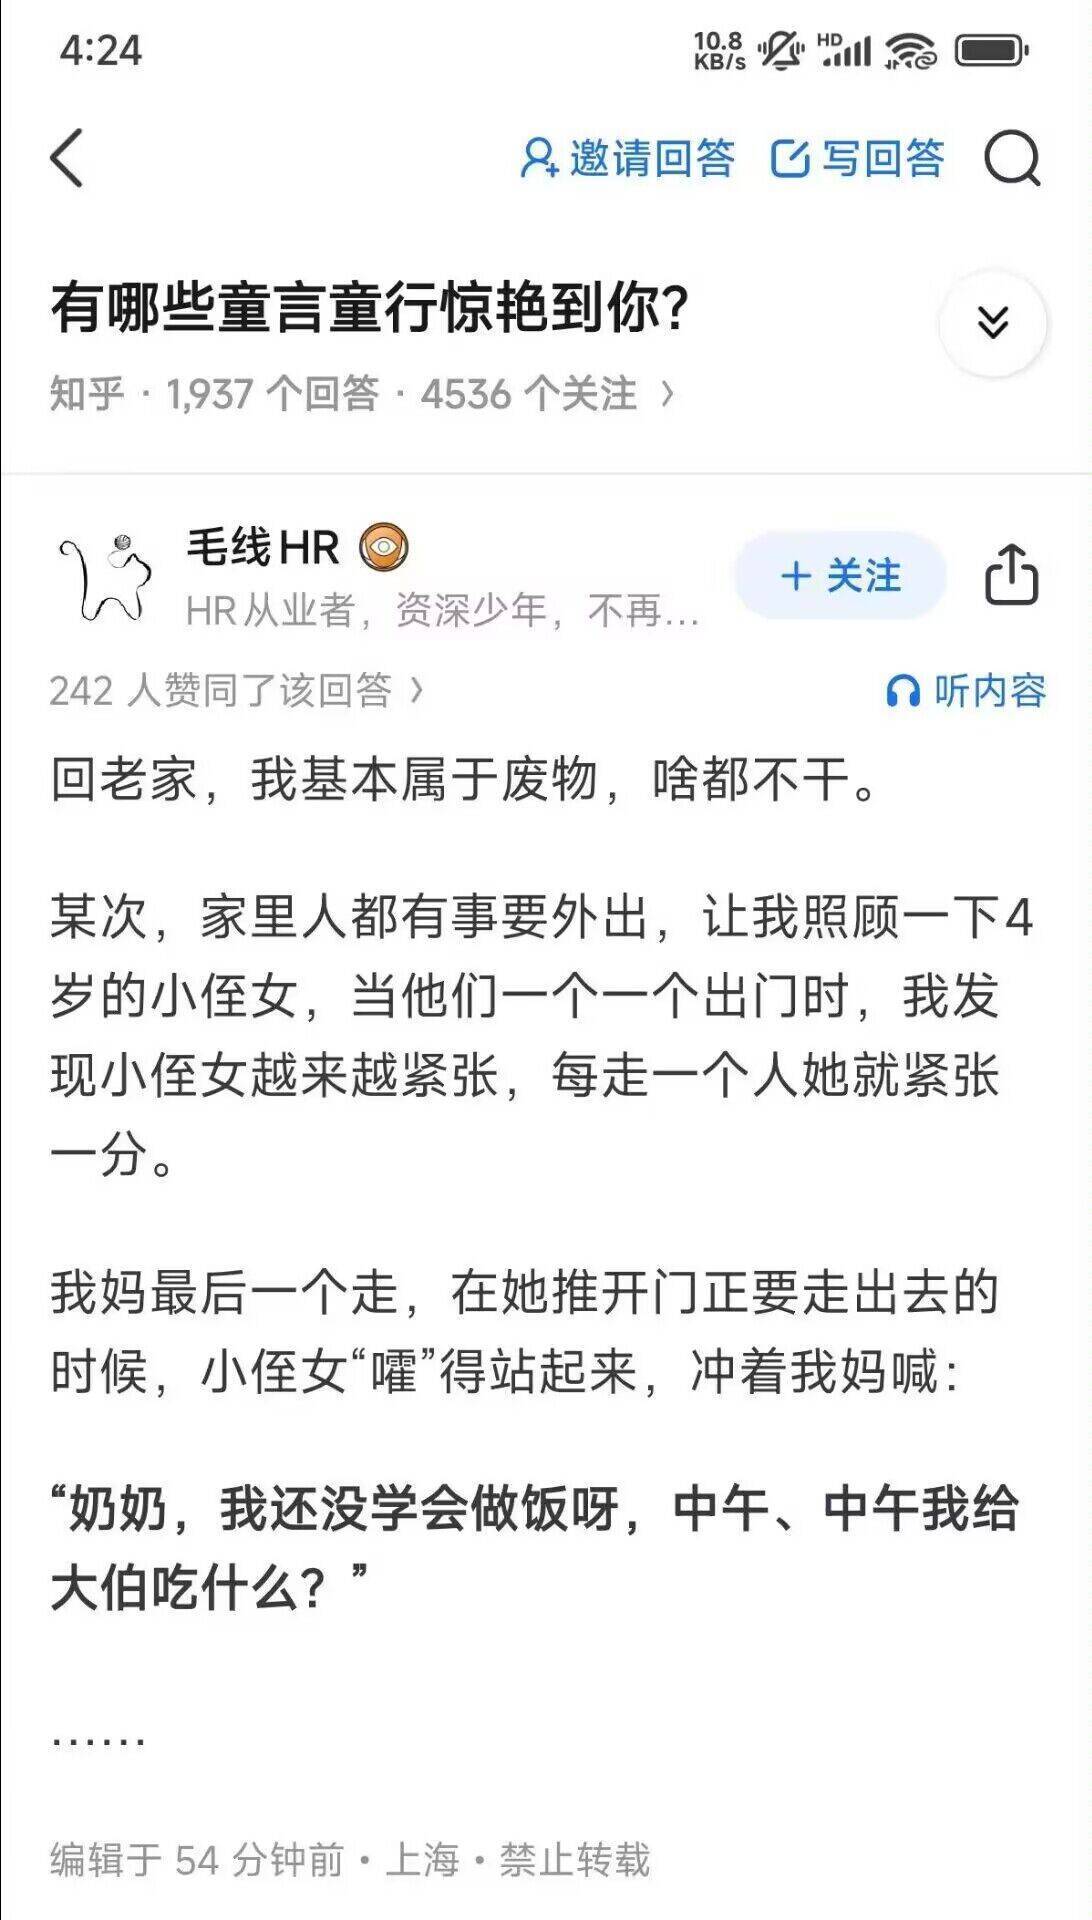 4:24
10.8
KB/s
HD
邀请回答 写回答
有哪些童言童行惊艳到你？
知乎 · 1,937 个回答 · 4536 个关注 >
毛线HR
HR从业者，资深少年，不再...
+ 关注
242 人赞同了该回答 >
听内容
回老家，我基本属于废物，啥都不干。
某次，家里人都有事要外出，让我照顾一下4
岁的小侄女，当他们一个一个出门时，我发
现小侄女越来越紧张，每走一个人她就紧张
一分。
我妈最后一个走，在她推开门正要走出去的
时候，小侄女“嚯”得站起来，冲着我妈喊：
“奶奶，我还没学会做饭呀，中午、中午我给
大伯吃什么？”
......
编辑于 54 分钟前 · 上海 · 禁止转载